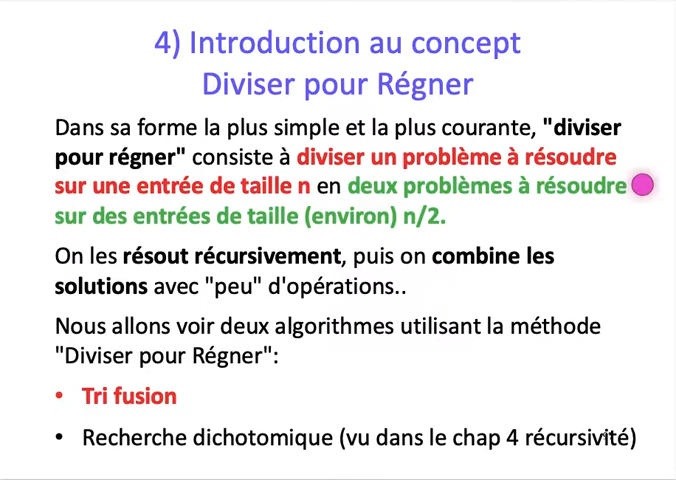 4) Introduction au concept
Diviser pour Régner
Dans sa forme la plus simple et la plus courante, "diviser
pour régner" consiste à diviser un problème à résoudre
sur une entrée de taille n en deux problèmes à résoudre
sur des entrées de taille (environ) n/2.
On les résout récursivement, puis on combine les
solutions avec "peu" d'opérations..
Nous allons voir deux algorithmes utilisant la méthode
"Diviser pour Régner":
• Tri fusion
• Recherche dichotomique (vu dans le chap 4 récursivité)